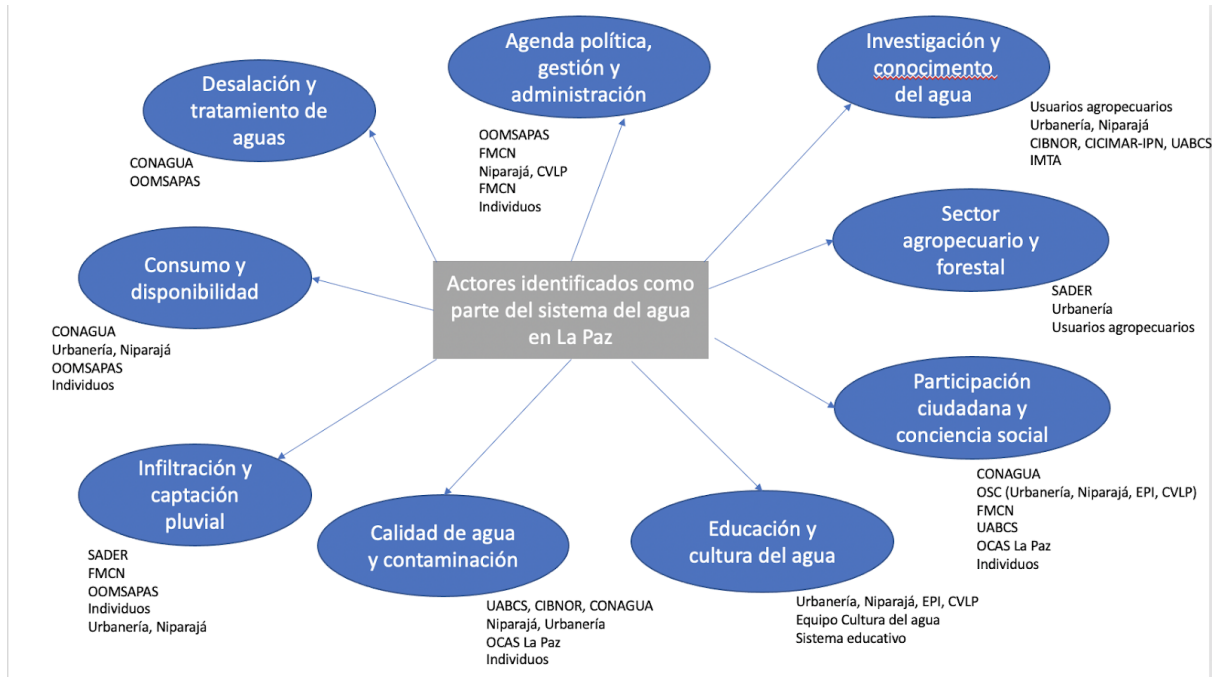 Desalación y
tratamiento de
aguas
CONAGUA
OOMSAPAS
Agenda política,
gestión y
administración
OOMSAPAS
FMCN
Niparajá, CVLP
FMCN
Individuos
Investigación y
conocimento
del agua
Usuarios agropecuarios
Urbanería, Niparajá
CIBNOR, CICIMAR-IPN, UABCS
IMTA
Consumo y
disponibilidad
CONAGUA
Urbanería, Niparajá
OOMSAPAS
Individuos
Actores identificados como
parte del sistema del agua
en La Paz
Sector
agropecuario y
forestal
SADER
Urbanería
Usuarios agropecuarios
Participación
ciudadana y
conciencia social
CONAGUA
OSC (Urbanería, Niparajá, EPI, CVLP)
FMCN
UABCS
OCAS La Paz
Individuos
Infiltración y
captación
pluvial
SADER
FMCN
OOMSAPAS
Individuos
Urbanería, Niparajá
Calidad de agua
y contaminación
UABCS, CIBNOR, CONAGUA
Niparajá, Urbanería
OCAS La Paz
Individuos
Educación y
cultura del agua
Urbanería, Niparajá, EPI, CVLP
Equipo Cultura del agua
Sistema educativo